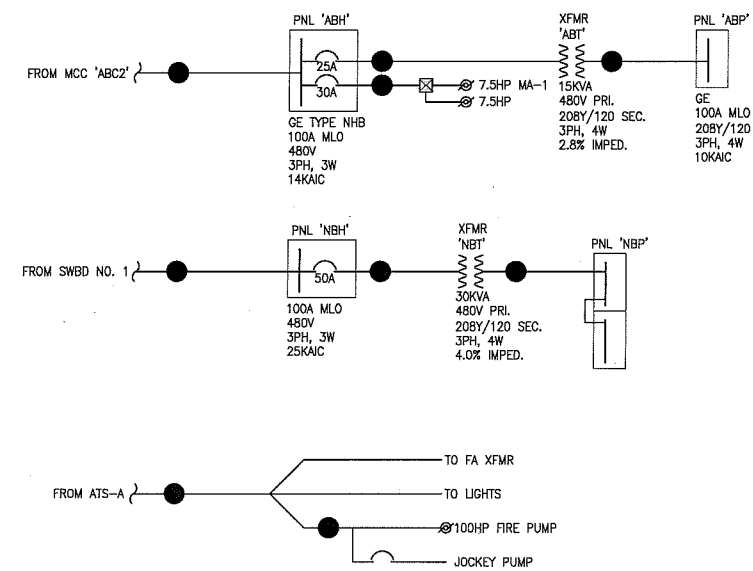 PNL 'ABH'
XFMR
'ABT'
PNL 'ABP'
FROM MCC 'ABC2'
25A
30A
7.5HP MA-1
7.5HP
GE TYPE NHB
100A MLO
480V
3PH, 3W
14KAIC
15KVA
480V PRI.
208Y/120 SEC.
3PH, 4W
2.8% IMPED.
GE
100A MLO
208Y/120
3PH, 4W
10KAIC
PNL 'NBH'
XFMR
'NBT'
PNL 'NBP'
FROM SWBD NO. 1
50A
100A MLO
480V
3PH, 3W
25KAIC
30KVA
480V PRI.
208Y/120 SEC.
3PH, 4W
4.0% IMPED.
FROM ATS-A
TO FA XFMR
TO LIGHTS
100HP FIRE PUMP
JOCKEY PUMP